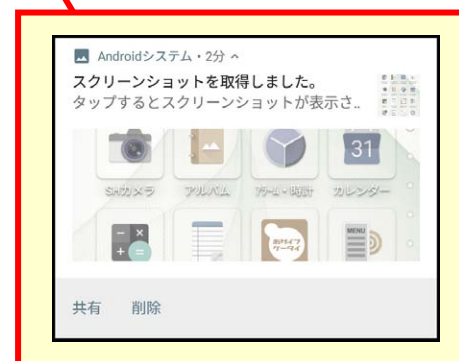 Androidシステム・2分
スクリーンショットを取得しました。
タップするとスクリーンショットが表示さ..
31
SHカメラ アルバム アラーム・時計 カレンダー
MENU
共有 削除